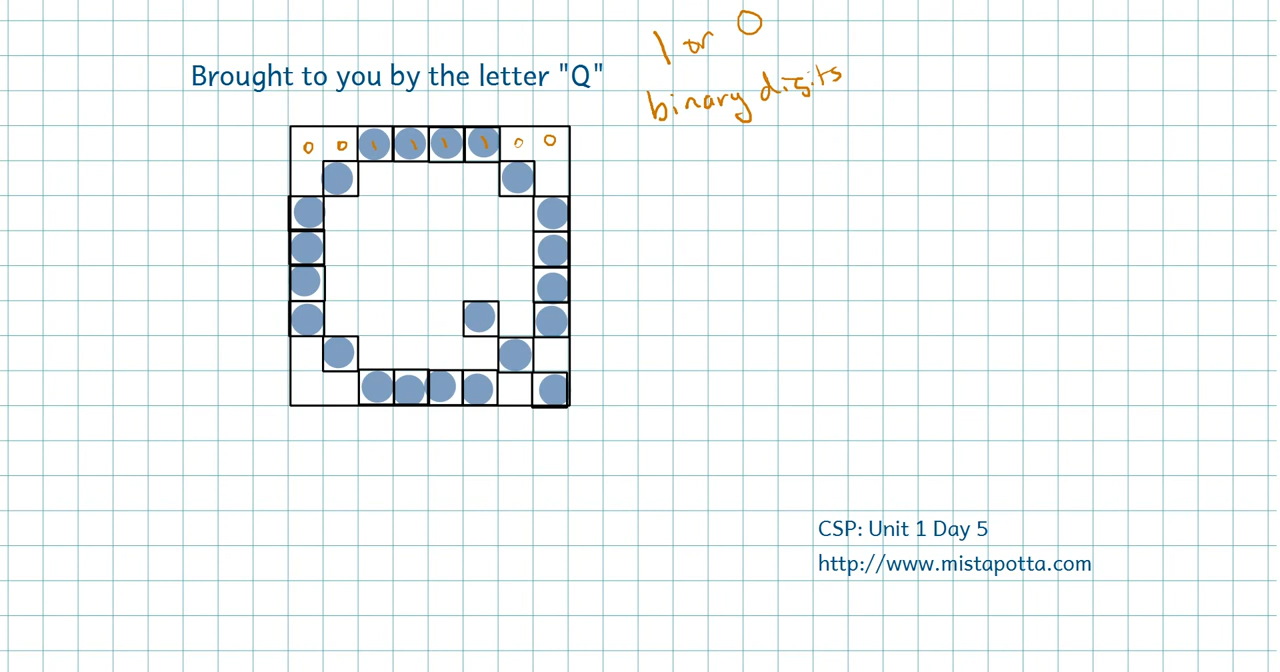 1 or 0
Brought to you by the letter "Q"
binary digits
0 0 1 1 1 1 0 0
CSP: Unit 1 Day 5
http://www.mistapotta.com